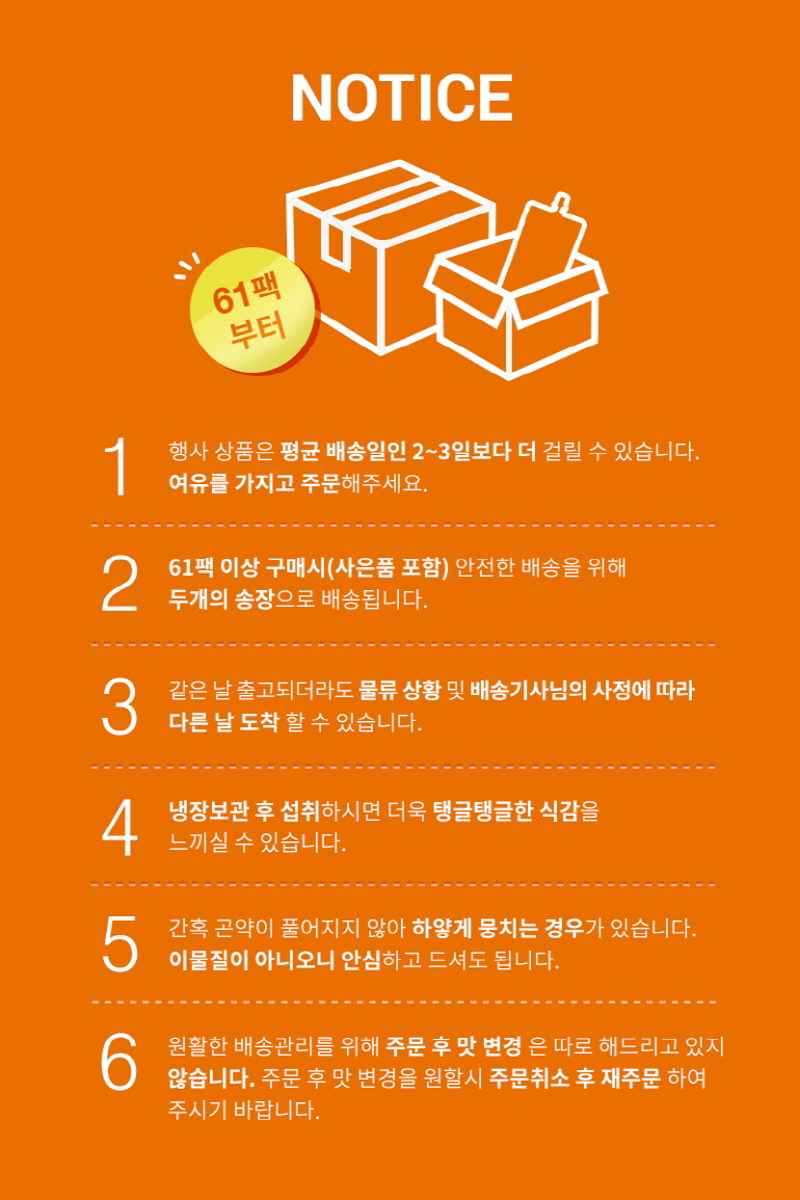 NOTICE
61팩
부터
1
행사 상품은 평균 배송일인 2~3일보다 더 걸릴 수 있습니다.
여유를 가지고 주문해주세요.
2
61팩 이상 구매시(사은품 포함) 안전한 배송을 위해
두개의 송장으로 배송됩니다.
3
같은 날 출고되더라도 물류 상황 및 배송기사님의 사정에 따라
다른 날 도착 할 수 있습니다.
4
냉장보관 후 섭취하시면 더욱 탱글탱글한 식감을
느끼실 수 있습니다.
5
간혹 곤약이 풀어지지 않아 하얗게 뭉치는 경우가 있습니다.
이물질이 아니오니 안심하고 드셔도 됩니다.
6
원활한 배송관리를 위해 주문 후 맛 변경 은 따로 해드리고 있지
않습니다. 주문 후 맛 변경을 원할시 주문취소 후 재주문 하여
주시기 바랍니다.